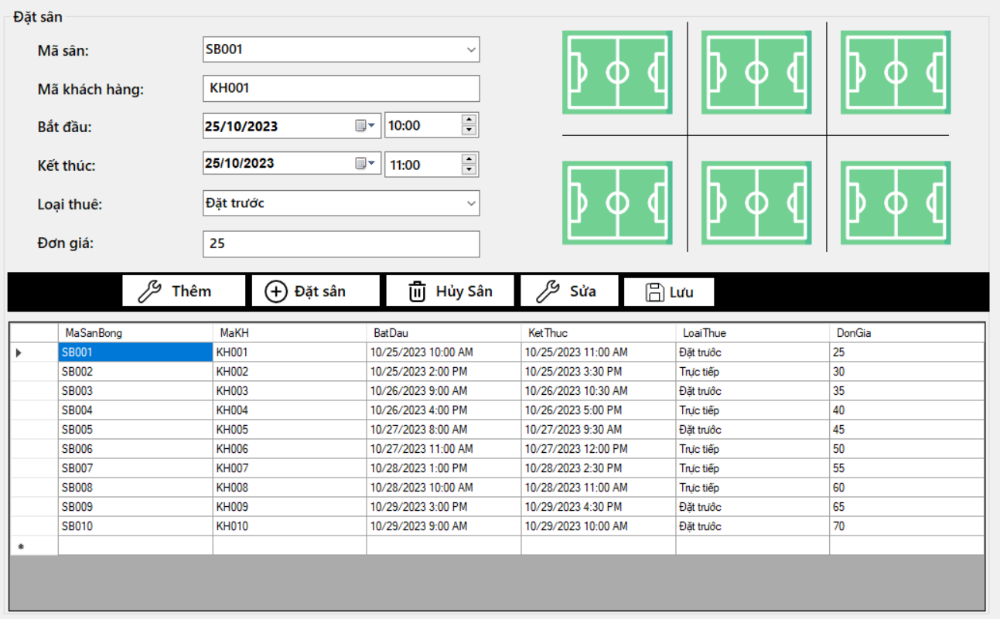 Đặt sân
Mã sân: SB001
Mã khách hàng: KH001
Bắt đầu: 25/10/2023 10:00
Kết thúc: 25/10/2023 11:00
Loại thuê: Đặt trước
Đơn giá: 25
Thêm Đặt sân Hủy Sân Sửa Lưu
MaSanBong MaKH BatDau KetThuc LoaiThue DonGia
SB001 KH001 10/25/2023 10:00 AM 10/25/2023 11:00 AM Đặt trước 25
SB002 KH002 10/25/2023 2:00 PM 10/25/2023 3:30 PM Trực tiếp 30
SB003 KH003 10/26/2023 9:00 AM 10/26/2023 10:30 AM Đặt trước 35
SB004 KH004 10/26/2023 4:00 PM 10/26/2023 5:00 PM Trực tiếp 40
SB005 KH005 10/27/2023 8:00 AM 10/27/2023 9:30 AM Đặt trước 45
SB006 KH006 10/27/2023 11:00 AM 10/27/2023 12:00 PM Trực tiếp 50
SB007 KH007 10/28/2023 1:00 PM 10/28/2023 2:30 PM Trực tiếp 55
SB008 KH008 10/28/2023 10:00 AM 10/28/2023 11:00 AM Trực tiếp 60
SB009 KH009 10/29/2023 3:00 PM 10/29/2023 4:30 PM Đặt trước 65
SB010 KH010 10/29/2023 9:00 AM 10/29/2023 10:00 AM Đặt trước 70